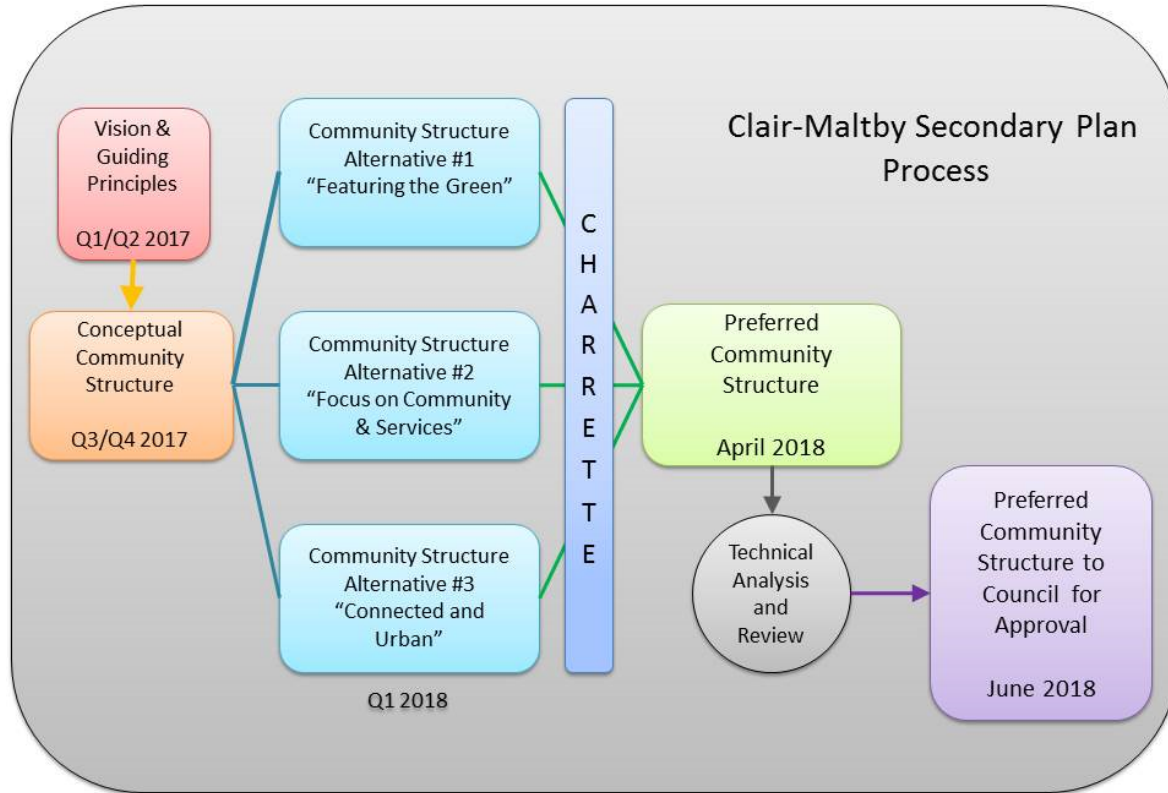 Clair-Maltby Secondary Plan
Process
Vision &
Guiding
Principles
Q1/Q2 2017
Conceptual
Community
Structure
Q3/Q4 2017
Community Structure
Alternative #1
“Featuring the Green”
Community Structure
Alternative #2
“Focus on Community
& Services”
Community Structure
Alternative #3
“Connected and
Urban”
Q1 2018
CHARRETTE
Preferred
Community
Structure
April 2018
Technical
Analysis
and
Review
Preferred
Community
Structure to
Council for
Approval
June 2018